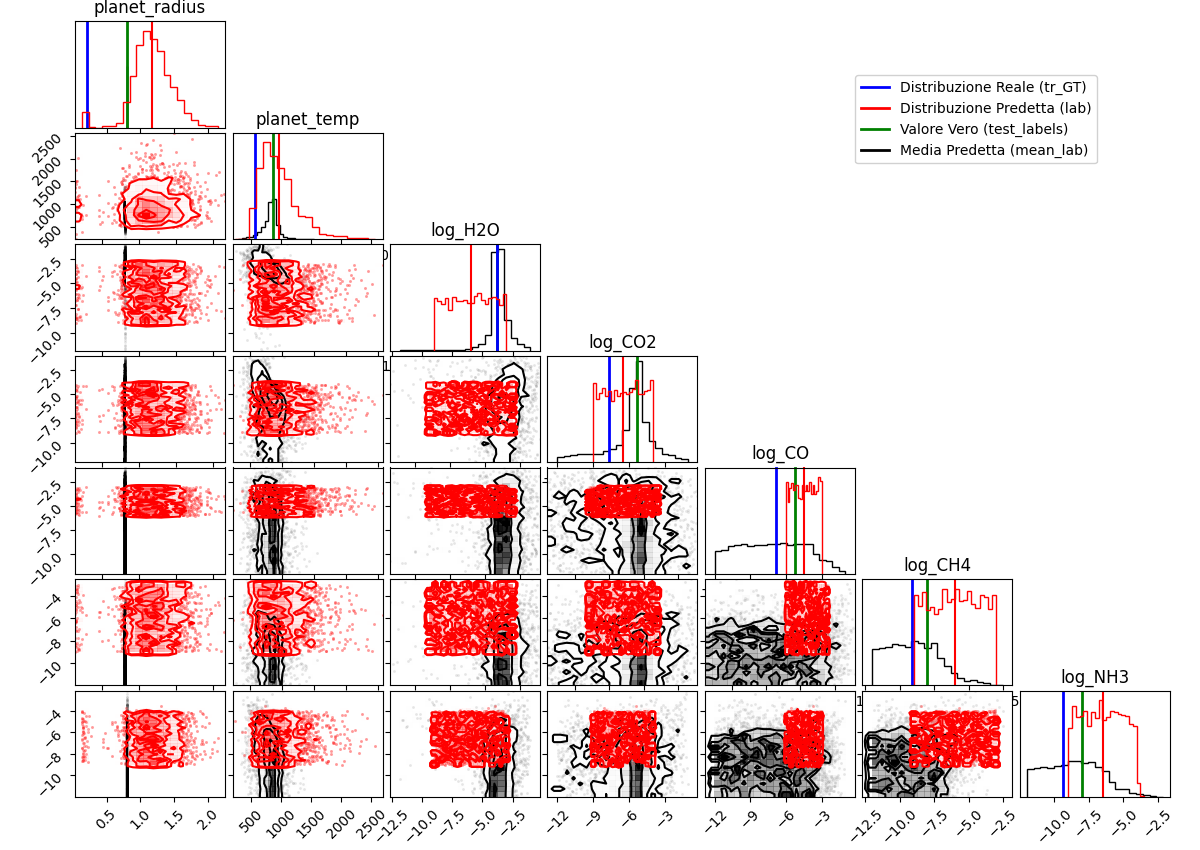 planet_radius
Distribuzione Reale (tr_GT)
Distribuzione Predetta (lab)
Valore Vero (test_labels)
Media Predetta (mean_lab)
planet_temp
2500
2000
1500
1000
500
log_H2O
0
−2.5
−5.0
−7.5
−10.0
log_CO2
1
−2.5
−5.0
−7.5
−10.0
log_CO
−2.5
−5.0
−7.5
−10.0
log_CH4
−4
−6
−8
−10
log_NH3
1
5
−4
−6
−8
−10
0.5 1.0 1.5 2.0 500 1000 1500 2000 2500 −12.5 −10.0 −7.5 −5.0 −2.5 −12 −9 −6 −3 −12 −9 −6 −3 −12.5 −10.0 −7.5 −5.0 −2.5 −10.0 −7.5 −5.0 −2.5